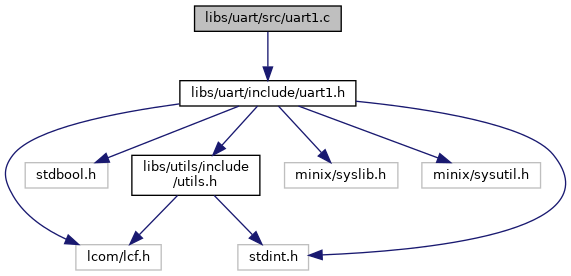 libs/uart/src/uart1.c
libs/uart/include/uart1.h
stdbool.h
libs/utils/include
/utils.h
minix/syslib.h
minix/sysutil.h
lcom/lcf.h
stdint.h